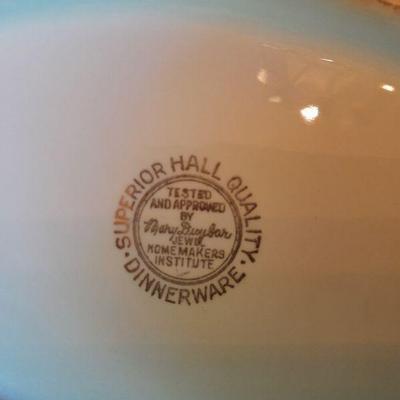 SUPERIOR HALL QUALITY
· DINNERWARE ·
TESTED
AND APPROVED
BY
Mary Dunbar
JEWEL
HOMEMAKERS
INSTITUTE